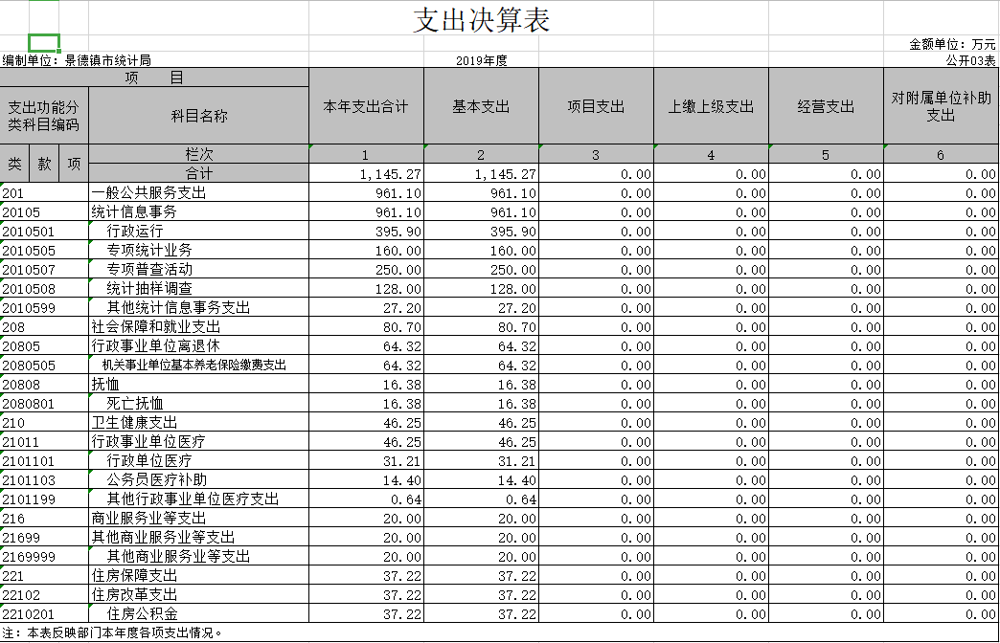 支出决算表
金额单位：万元
编制单位：景德镇市统计局 2019年度 公开03表
项 目 本年支出合计 基本支出 项目支出 上缴上级支出 经营支出 对附属单位补助支出
支出功能分类科目编码 科目名称
类 款 项 栏次 1 2 3 4 5 6
合计 1,145.27 1,145.27 0.00 0.00 0.00 0.00
201 一般公共服务支出 961.10 961.10 0.00 0.00 0.00 0.00
20105 统计信息事务 961.10 961.10 0.00 0.00 0.00 0.00
2010501 行政运行 395.90 395.90 0.00 0.00 0.00 0.00
2010505 专项统计业务 160.00 160.00 0.00 0.00 0.00 0.00
2010507 专项普查活动 250.00 250.00 0.00 0.00 0.00 0.00
2010508 统计抽样调查 128.00 128.00 0.00 0.00 0.00 0.00
2010599 其他统计信息事务支出 27.20 27.20 0.00 0.00 0.00 0.00
208 社会保障和就业支出 80.70 80.70 0.00 0.00 0.00 0.00
20805 行政事业单位离退休 64.32 64.32 0.00 0.00 0.00 0.00
2080505 机关事业单位基本养老保险缴费支出 64.32 64.32 0.00 0.00 0.00 0.00
20808 抚恤 16.38 16.38 0.00 0.00 0.00 0.00
2080801 死亡抚恤 16.38 16.38 0.00 0.00 0.00 0.00
210 卫生健康支出 46.25 46.25 0.00 0.00 0.00 0.00
21011 行政事业单位医疗 46.25 46.25 0.00 0.00 0.00 0.00
2101101 行政单位医疗 31.21 31.21 0.00 0.00 0.00 0.00
2101103 公务员医疗补助 14.40 14.40 0.00 0.00 0.00 0.00
2101199 其他行政事业单位医疗支出 0.64 0.64 0.00 0.00 0.00 0.00
216 商业服务业等支出 20.00 20.00 0.00 0.00 0.00 0.00
21699 其他商业服务业等支出 20.00 20.00 0.00 0.00 0.00 0.00
2169999 其他商业服务业等支出 20.00 20.00 0.00 0.00 0.00 0.00
221 住房保障支出 37.22 37.22 0.00 0.00 0.00 0.00
22102 住房改革支出 37.22 37.22 0.00 0.00 0.00 0.00
2210201 住房公积金 37.22 37.22 0.00 0.00 0.00 0.00
注：本表反映部门本年度各项支出情况。